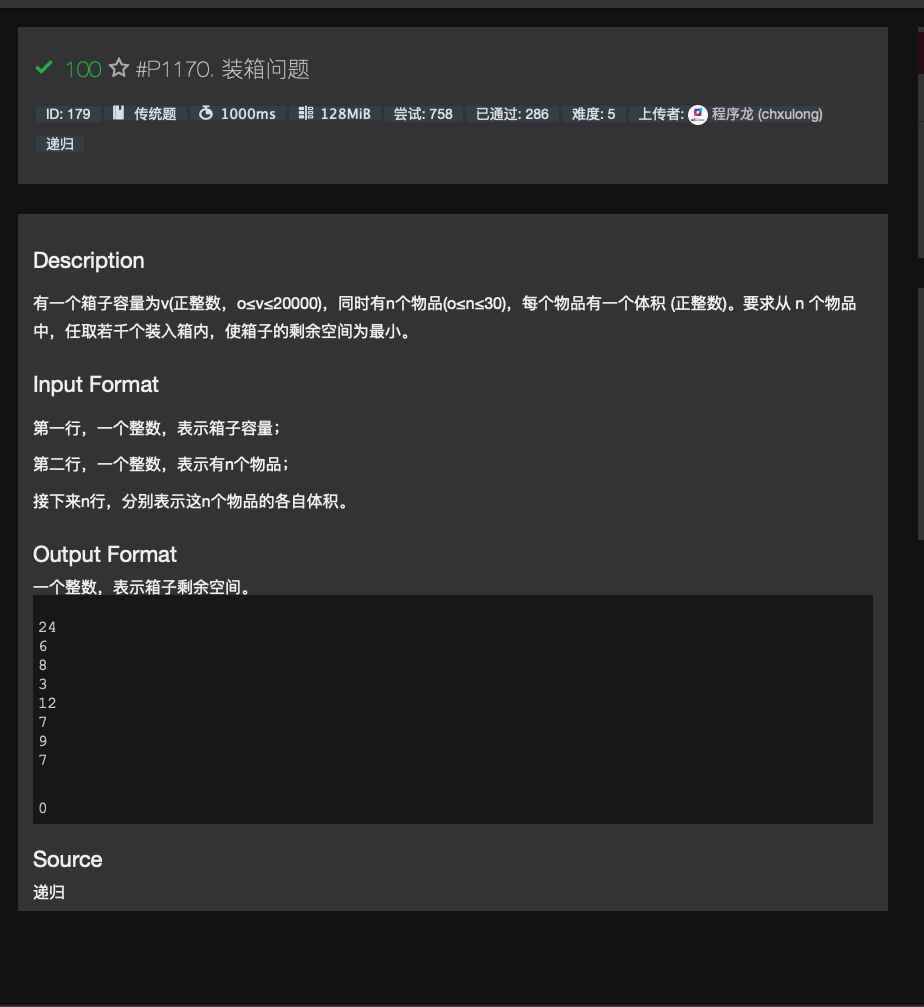 100 #P1170. 装箱问题
ID: 179 传统题 1000ms 128MiB 尝试: 758 已通过: 286 难度: 5 上传者: 程序龙 (chxulong)
递归
Description
有一个箱子容量为v(正整数，o≤v≤20000)，同时有n个物品(o≤n≤30)，每个物品有一个体积 (正整数)。要求从 n 个物品
中，任取若千个装入箱内，使箱子的剩余空间为最小。
Input Format
第一行，一个整数，表示箱子容量；
第二行，一个整数，表示有n个物品；
接下来n行，分别表示这n个物品的各自体积。
Output Format
一个整数，表示箱子剩余空间。
24
6
8
3
12
7
9
7
0
Source
递归